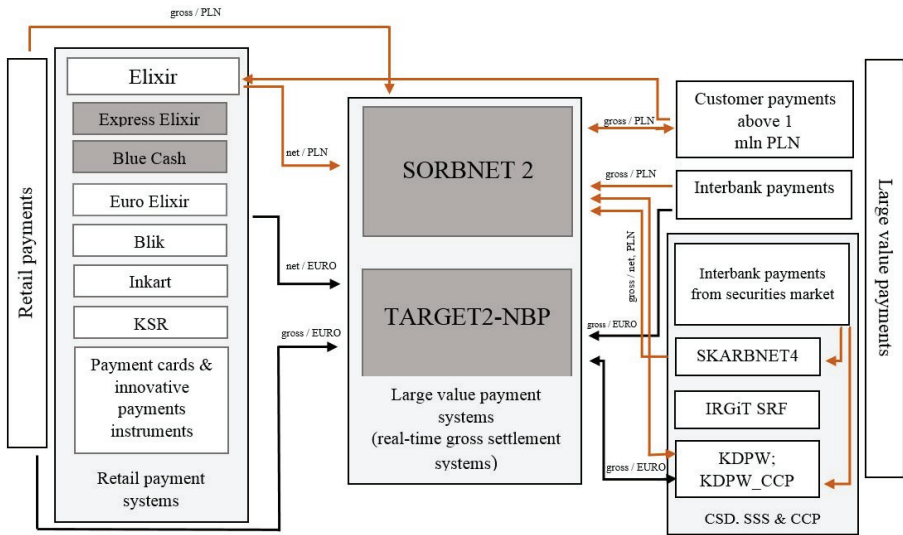 gross / PLN
Retail payments
Elixir
Express Elixir
Blue Cash
Euro Elixir
Blik
Inkart
KSR
Payment cards &
innovative
payments
instruments
Retail payment
systems
net / PLN
net / EURO
gross / EURO
SORBNET 2
TARGET2-NBP
Large value payment
systems
(real-time gross settlement
systems)
gross / PLN
gross / PLN
gross / net, PLN
gross / EURO
gross / EURO
Customer payments
above 1
mln PLN
Interbank payments
Interbank payments
from securities market
SKARBNET4
IRGiT SRF
KDPW;
KDPW_CCP
CSD, SSS & CCP
Large value payments